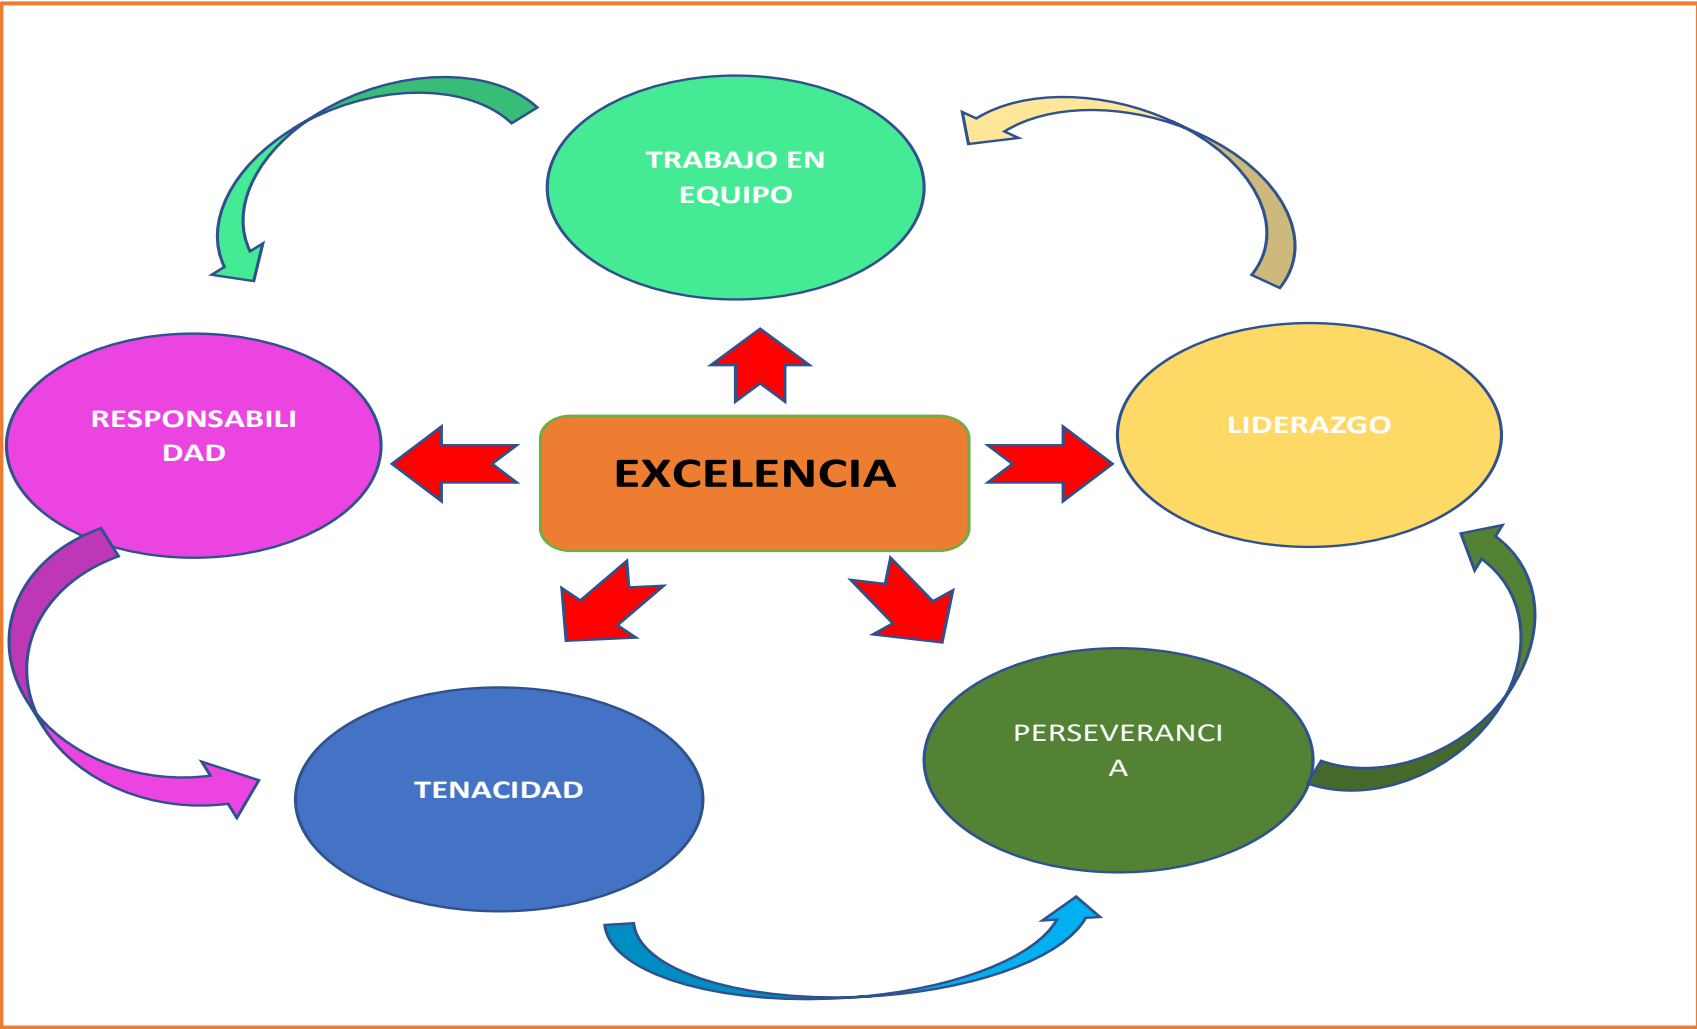 TRABAJO EN
EQUIPO
RESPONSABILI
DAD
LIDERAZGO
EXCELENCIA
PERSEVERANCI
A
TENACIDAD